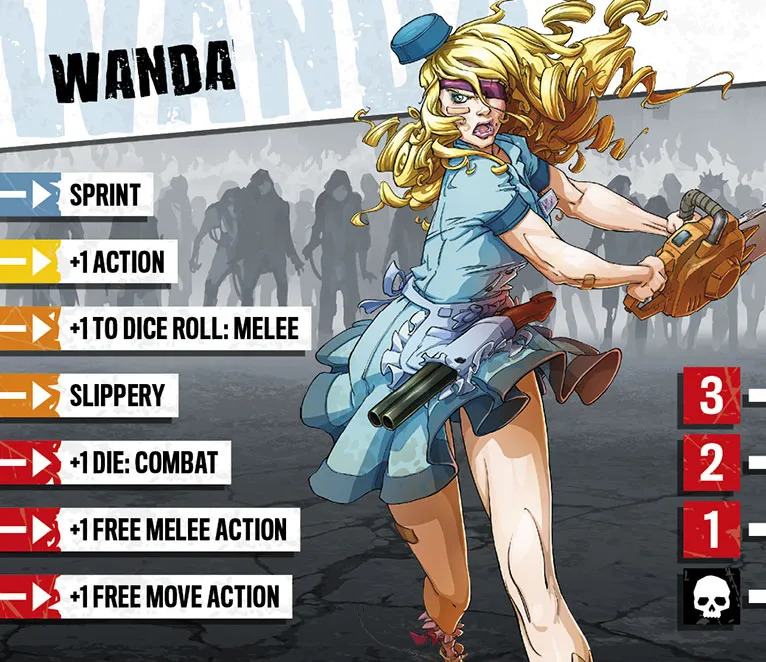 WANDA
WANDA
SPRINT
+1 ACTION
+1 TO DICE ROLL: MELEE
SLIPPERY
+1 DIE: COMBAT
+1 FREE MELEE ACTION
+1 FREE MOVE ACTION
3
2
1